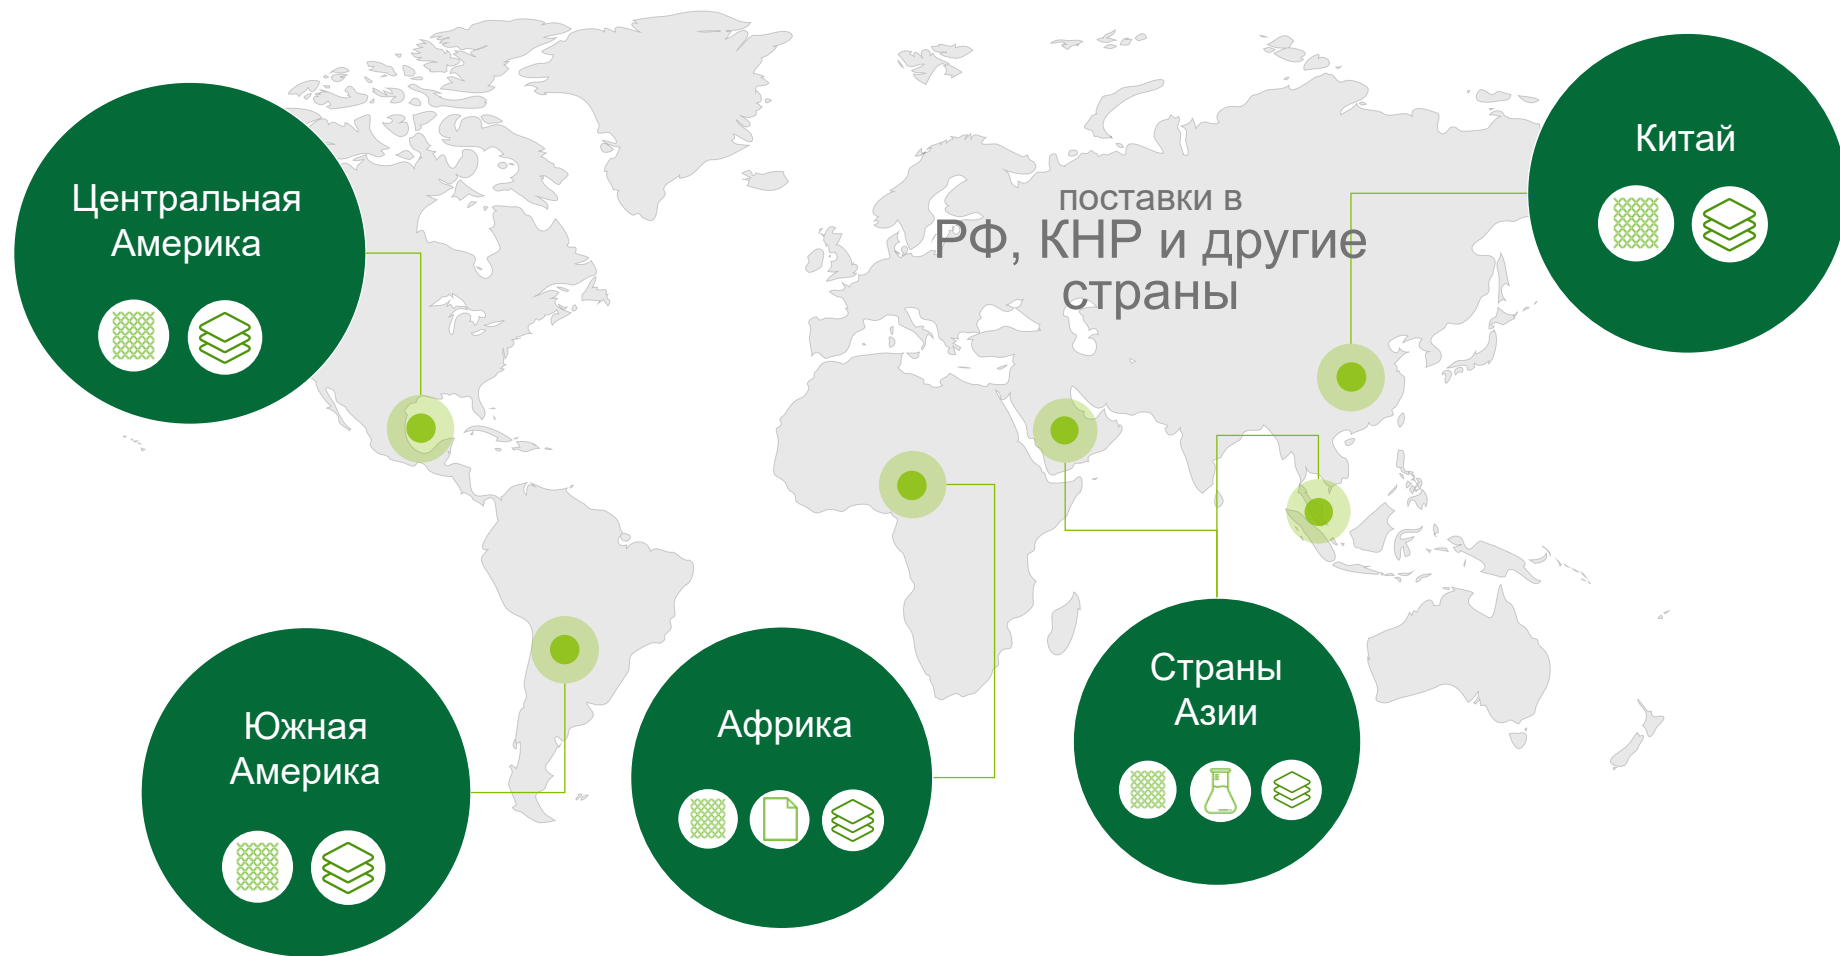 Китай
Центральная
Америка
поставки в
РФ, КНР и другие
страны
Южная
Америка
Африка
Страны
Азии